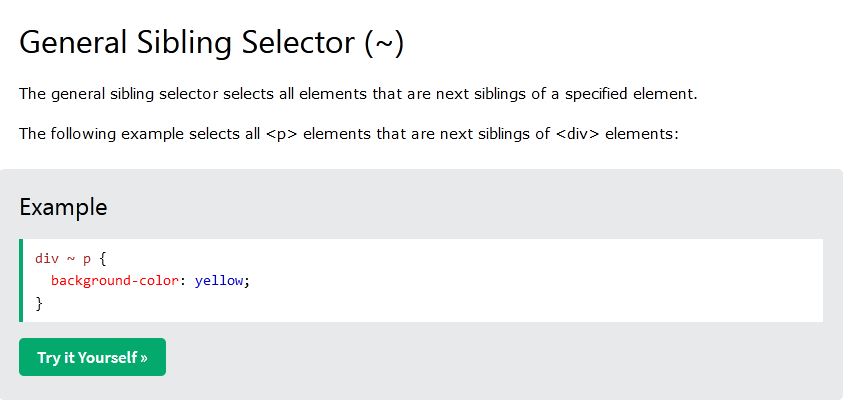 General Sibling Selector (~)
The general sibling selector selects all elements that are next siblings of a specified element.
The following example selects all <p> elements that are next siblings of <div> elements:
Example
div ~ p {
  background-color: yellow;
}
Try it Yourself »